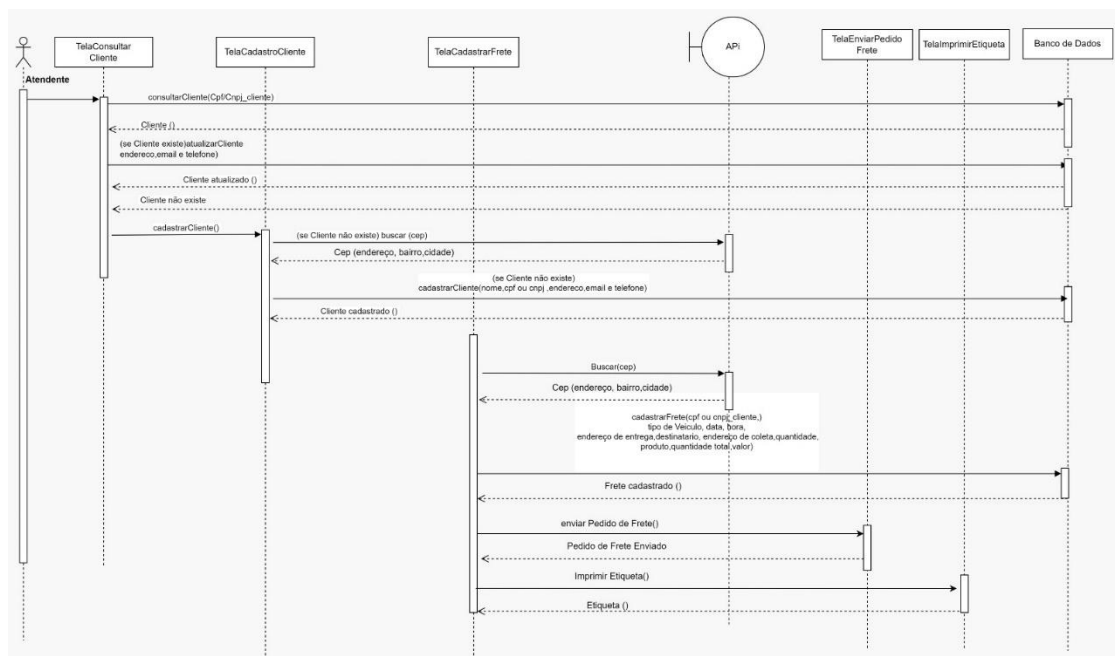 TelaConsultar
Cliente
TelaCadastroCliente
TelaCadastrarFrete
APi
TelaEnviarPedido
Frete
TelaImprimirEtiqueta
Banco de Dados
Atendente
consultarCliente(Cpf/Cnpj_cliente)
Cliente ()
(se Cliente existe)atualizarCliente
endereco,email e telefone)
Cliente atualizado ()
Cliente não existe
cadastrarCliente()
(se Cliente não existe) buscar (cep)
Cep (endereço, bairro,cidade)
(se Cliente não existe)
cadastrarCliente(nome,cpf ou cnpj ,endereco,email e telefone)
Cliente cadastrado ()
Buscar(cep)
Cep (endereço, bairro,cidade)
cadastrarFrete(cpf ou cnpj_cliente,)
tipo de Veiculo, data, hora,
endereço de entrega,destinatario, endereço de coleta,quantidade,
produto,quantidade total,valor)
Frete cadastrado ()
enviar Pedido de Frete()
Pedido de Frete Enviado
Imprimir Etiqueta()
Etiqueta ()